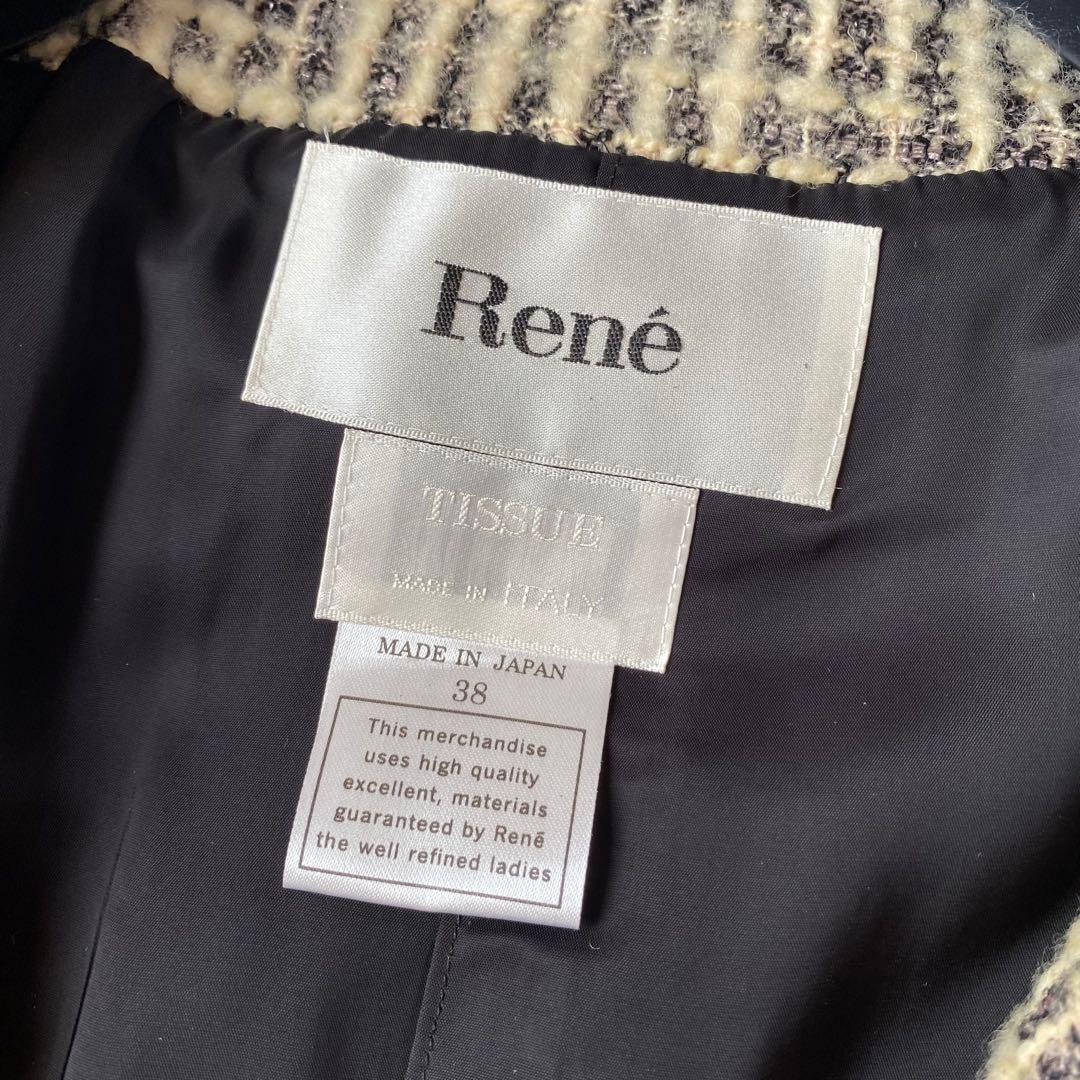 René
TISSUE
MADE IN ITALY
MADE IN JAPAN
38
This merchandise
uses high quality
excellent, materials
guaranteed by René
the well refined ladies